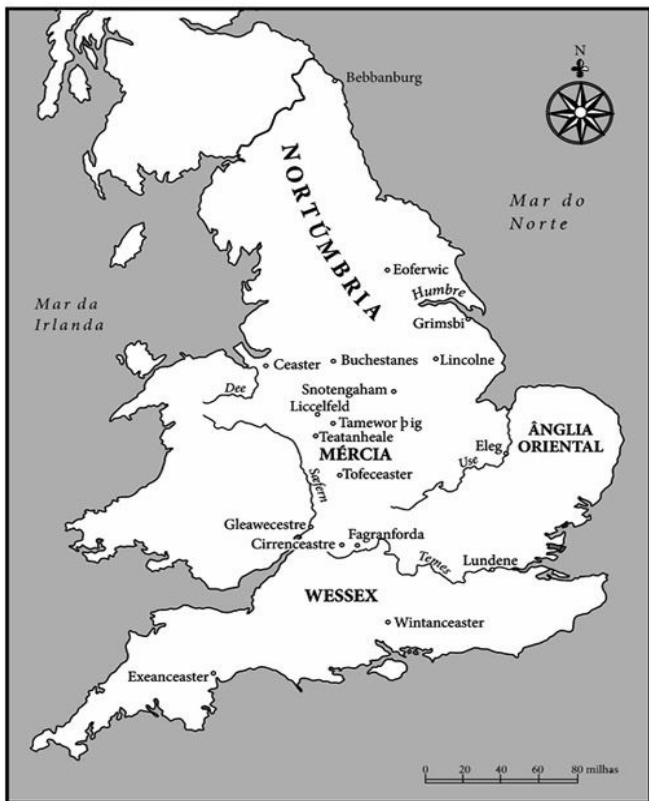 N
Bebbanburg
NORTÚMBRIA
Mar do
Norte
Eoferwic
Humbre
Mar da
Irlanda
Grimsbi
Ceaster
Buchestanes
Lincolne
Dee
Snotengaham
Liccelfeld
Tamewor þig
Teatanheale
MÉRCIA
ÂNGLIA
ORIENTAL
Eleg
Use
Sæfern
Tofeceaster
Gleawecestre
Cirrenceastre
Fagranforda
Temes
Lundene
WESSEX
Wintanceaster
Exeanceaster
0 20 40 60 80 milhas